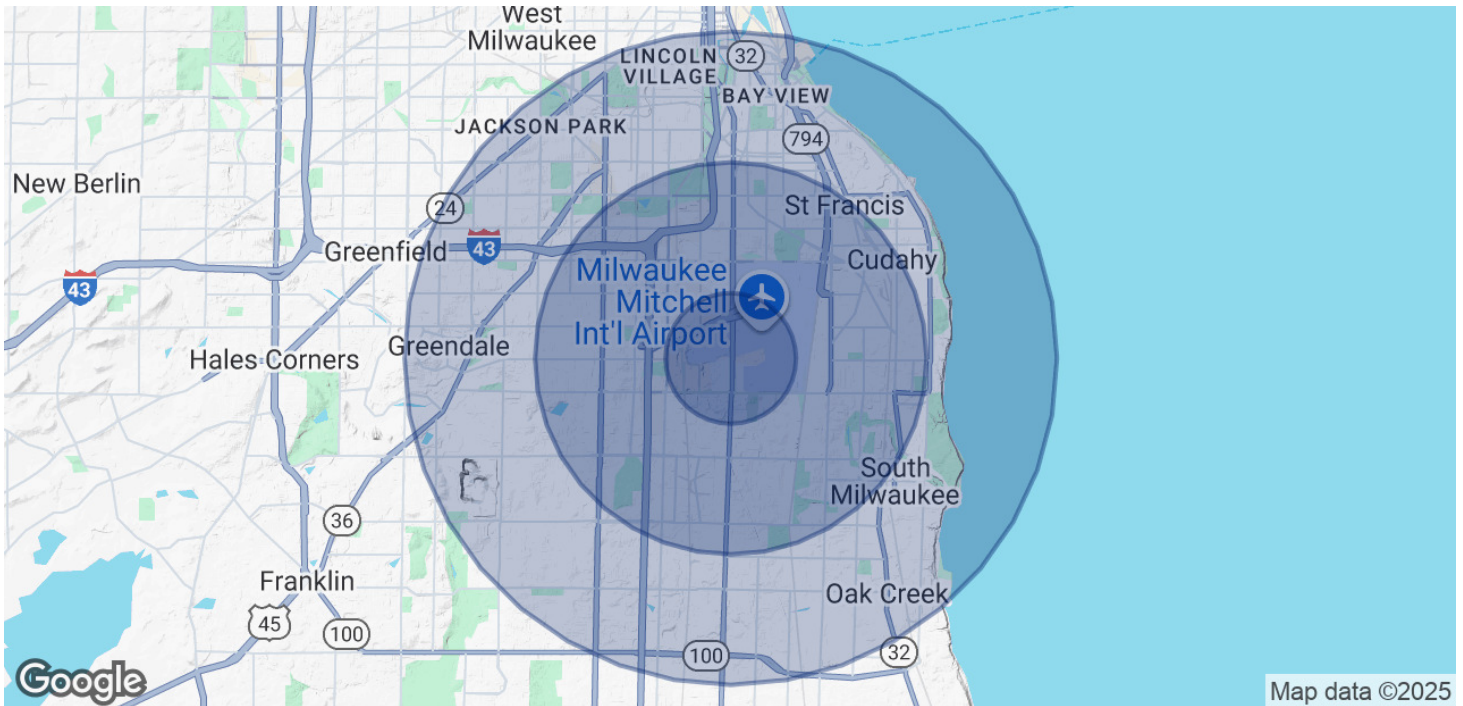 West
Milwaukee
LINCOLN
VILLAGE
32
BAY VIEW
JACKSON PARK
794
New Berlin
24
St Francis
Greenfield
43
Cudahy
43
Milwaukee
Mitchell
Int'l Airport
Hales Corners
Greendale
South
Milwaukee
36
Franklin
Oak Creek
45
100
100
32
Google
Map data ©2025